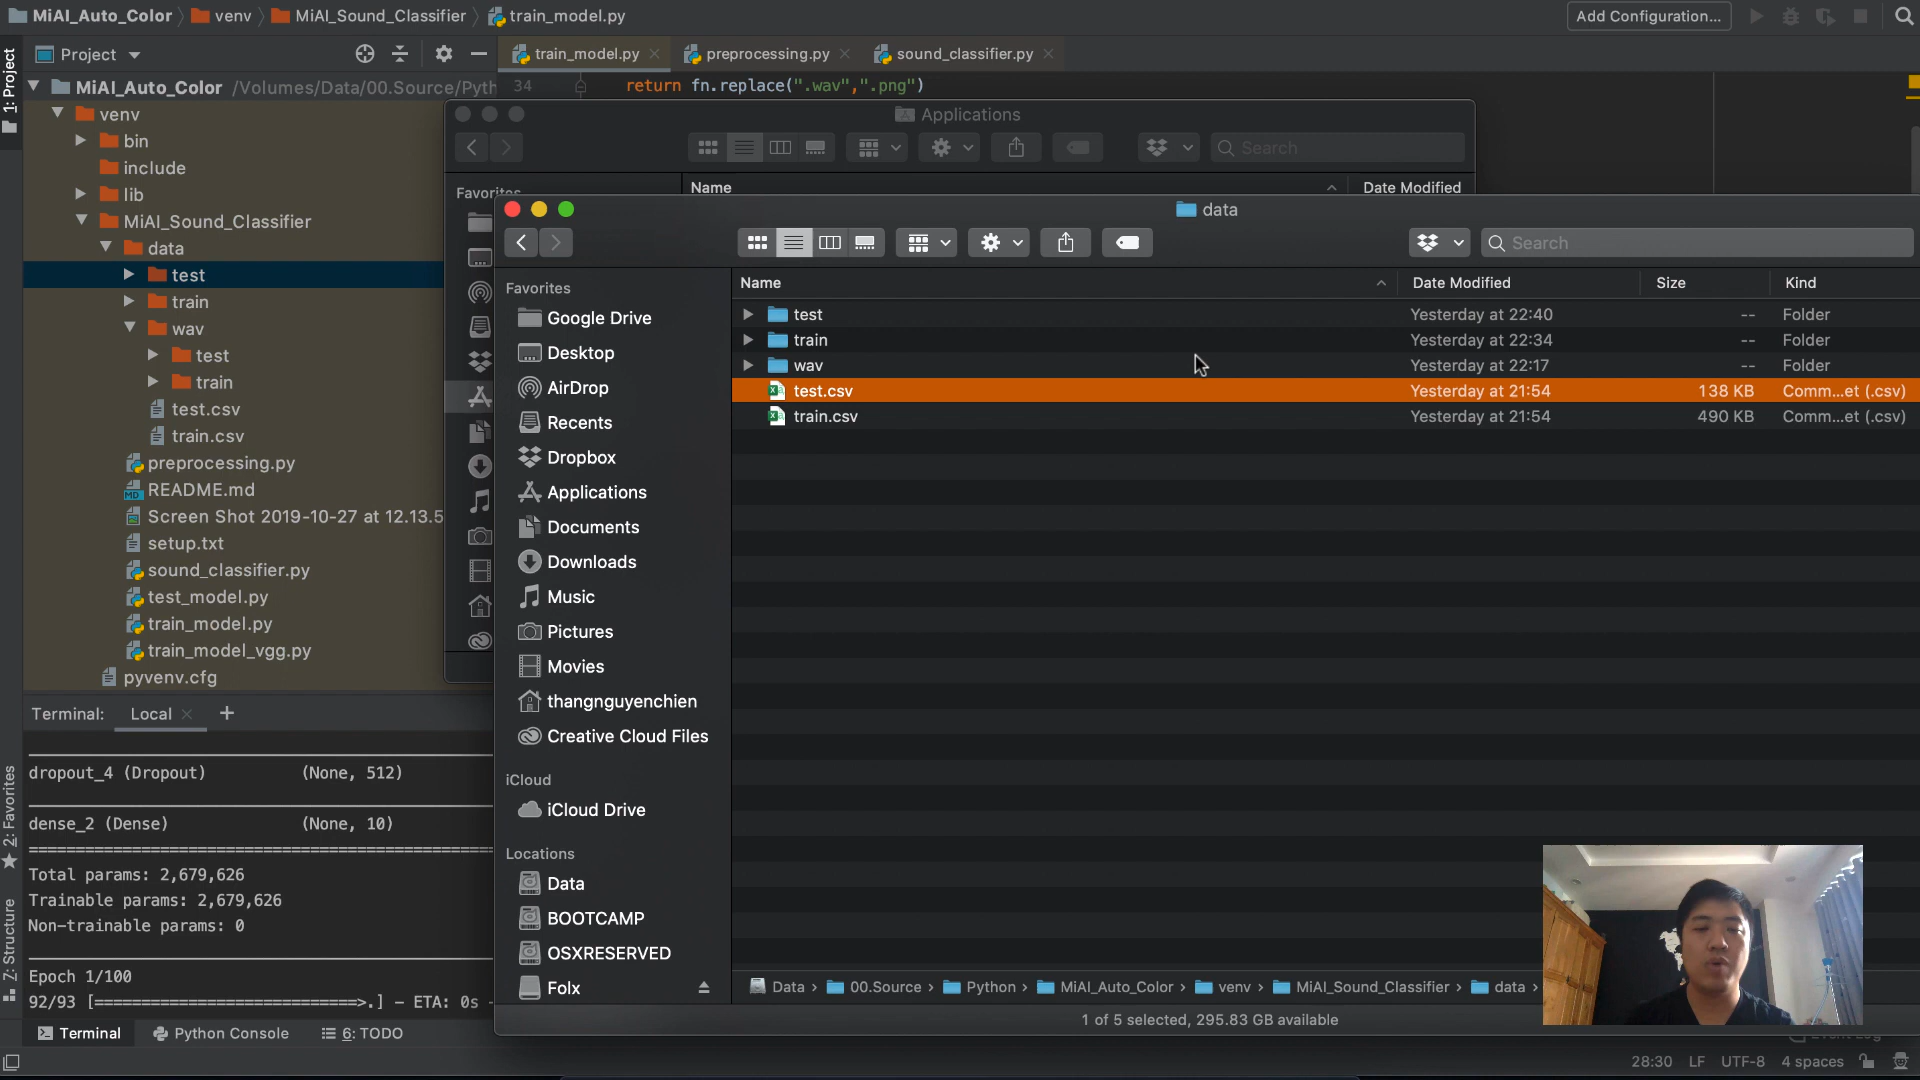 MiAI_Auto_Color
venv
MiAI_Sound_Classifier
train_model.py
Add Configuration...
1: Project
Project
train_model.py
preprocessing.py
sound_classifier.py
MiAI_Auto_Color /Volumes/Data/00.Source/Pyth
34
return fn.replace(".wav",".png")
venv
bin
include
lib
MiAI_Sound_Classifier
data
test
train
wav
test
train
test.csv
train.csv
preprocessing.py
README.md
Screen Shot 2019-10-27 at 12.13.5
setup.txt
sound_classifier.py
test_model.py
train_model.py
train_model_vgg.py
pyvenv.cfg
Applications
Search
Favorites
Name
Date Modified
data
Search
Favorites
Google Drive
Desktop
AirDrop
Recents
Dropbox
Applications
Documents
Downloads
Music
Pictures
Movies
thangnguyenchien
Creative Cloud Files
iCloud
iCloud Drive
Locations
Data
BOOTCAMP
OSXRESERVED
Folx
Name Date Modified Size Kind
test Yesterday at 22:40 -- Folder
train Yesterday at 22:34 -- Folder
wav Yesterday at 22:17 -- Folder
test.csv Yesterday at 21:54 138 KB Comm...et (.csv)
train.csv Yesterday at 21:54 490 KB Comm...et (.csv)
Data › 00.Source › Python › MiAI_Auto_Color › venv › MiAI_Sound_Classifier › data ›
1 of 5 selected, 295.83 GB available
Terminal: Local
dropout_4 (Dropout) (None, 512)
dense_2 (Dense) (None, 10)
Total params: 2,679,626
Trainable params: 2,679,626
Non-trainable params: 0
Epoch 1/100
92/93 [==============================>.] - ETA: 0s -
2: Favorites
7: Structure
Terminal
Python Console
6: TODO
28:30 LF UTF-8 4 spaces